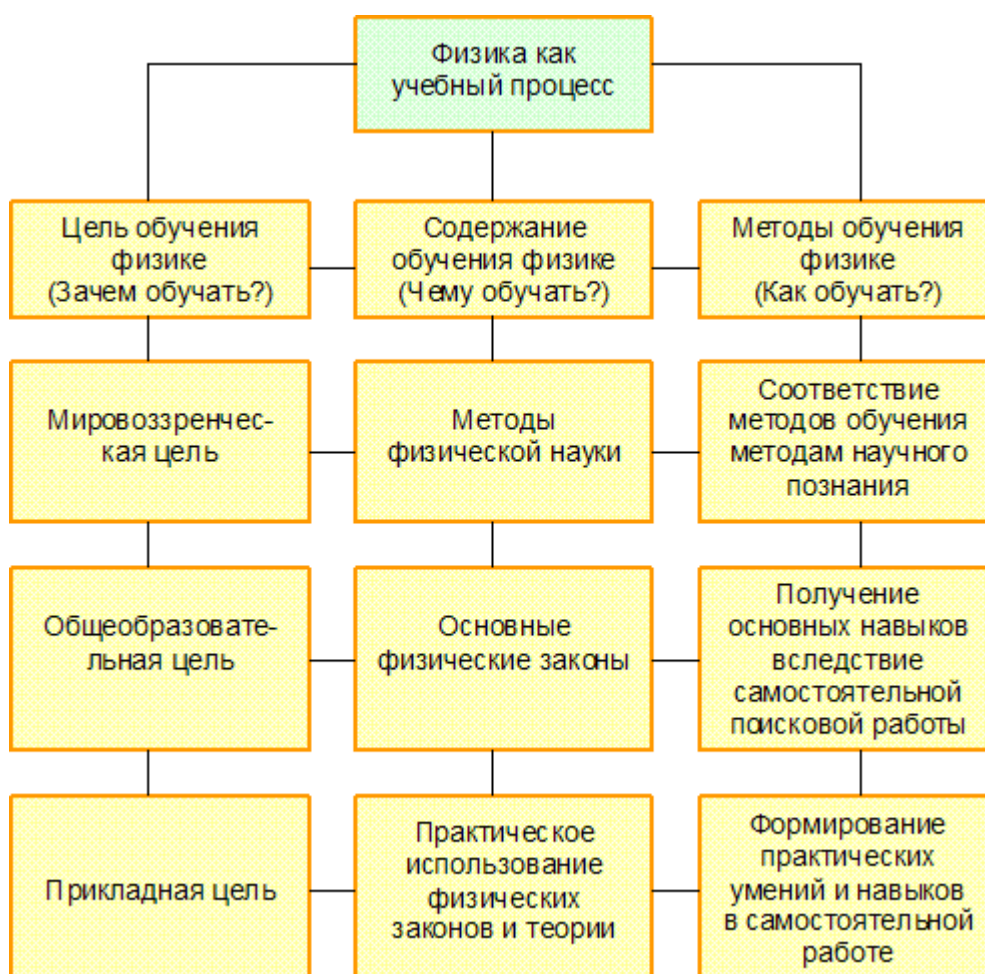 Физика как
учебный процесс
Цель обучения
физике
(Зачем обучать?)
Содержание
обучения физике
(Чему обучать?)
Методы обучения
физике
(Как обучать?)
Мировоззренчес-
кая цель
Методы
физической науки
Соответствие
методов обучения
методам научного
познания
Общеобразовате-
льная цель
Основные
физические законы
Получение
основных навыков
вследствие
самостоятельной
поисковой работы
Прикладная цель
Практическое
использование
физических
законов и теории
Формирование
практических
умений и навыков
в самостоятельной
работе